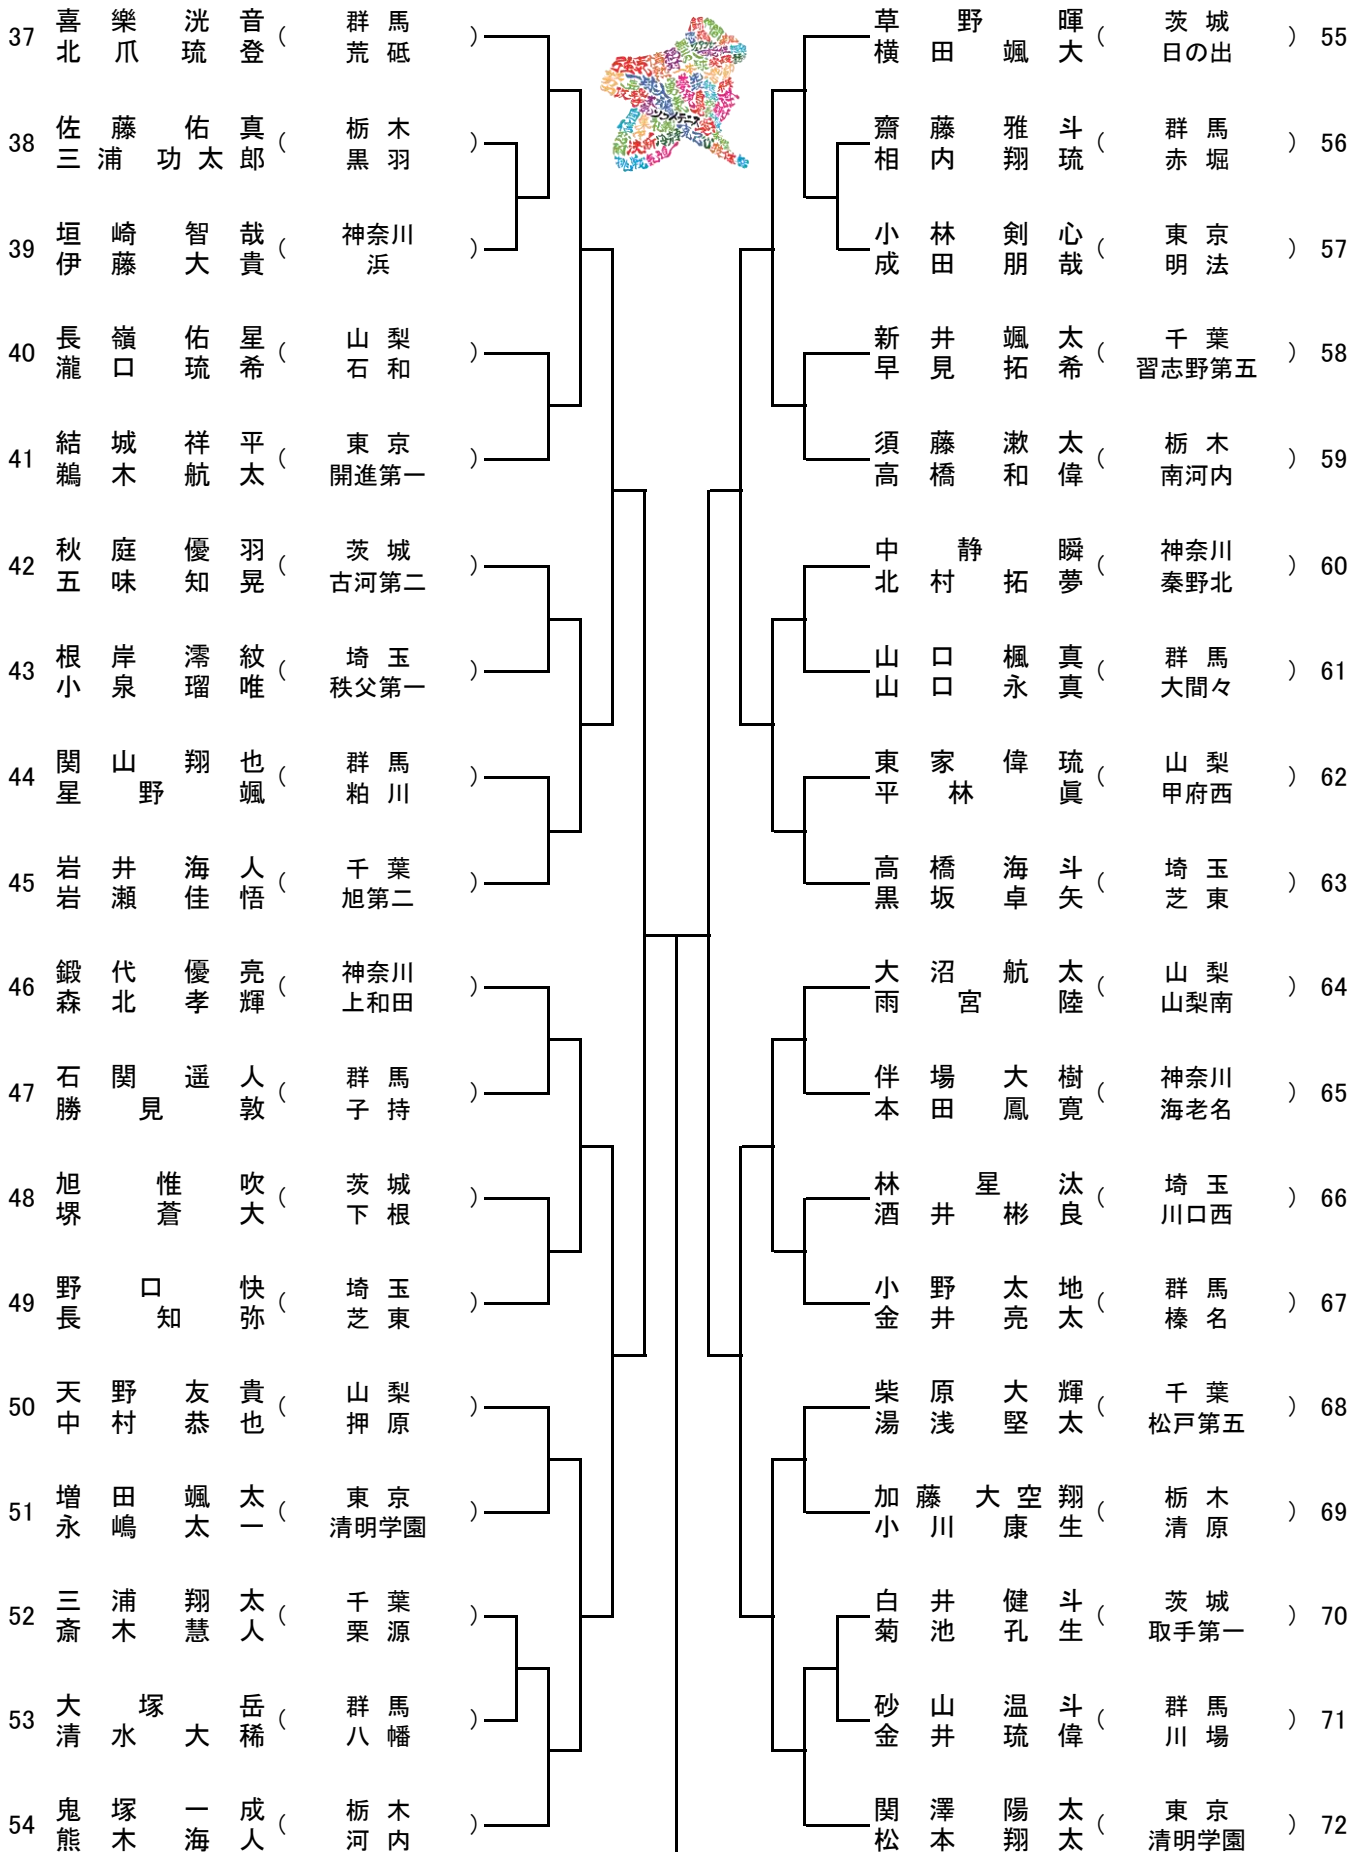 37 喜樂洸音 ( 群馬 )
北爪琉登 荒砥
38 佐藤佑真 ( 栃木 )
三浦功太郎 黒羽
39 垣崎智哉 ( 神奈川 )
伊藤大貴 浜
40 長嶺佑星 ( 山梨 )
瀧口琉希 石和
41 結城祥平 ( 東京 )
鵜木航太 開進第一
42 秋庭優羽 ( 茨城 )
五味知晃 古河第二
43 根岸澪紋 ( 埼玉 )
小泉瑠唯 秩父第一
44 関山翔也 ( 群馬 )
星野颯 粕川
45 岩井海人 ( 千葉 )
岩瀬佳悟 旭第二
46 鍛代優亮 ( 神奈川 )
森北孝輝 上和田
47 石関遥人 ( 群馬 )
勝見敦 子持
48 旭惟吹 ( 茨城 )
堺蒼大 下根
49 野口快 ( 埼玉 )
長知弥 芝東
50 天野友貴 ( 山梨 )
中村恭也 押原
51 増田颯太 ( 東京 )
永嶋太一 清明学園
52 三浦翔太 ( 千葉 )
斎木慧人 栗源
53 大塚岳 ( 群馬 )
清水大稀 八幡
54 鬼塚一成 ( 栃木 )
熊木海人 河内
ソフトテニス
草野暉 ( 茨城 ) 55
横田颯大 日の出
齋藤雅斗 ( 群馬 ) 56
相内翔琉 赤堀
小林剣心 ( 東京 ) 57
成田朋哉 明法
新井颯太 ( 千葉 ) 58
早見拓希 習志野第五
須藤漱太 ( 栃木 ) 59
高橋和偉 南河内
中静瞬 ( 神奈川 ) 60
北村拓夢 秦野北
山口楓真 ( 群馬 ) 61
山口永真 大間々
東家偉琉 ( 山梨 ) 62
平林眞 甲府西
高橋海斗 ( 埼玉 ) 63
黒坂卓矢 芝東
大沼航太 ( 山梨 ) 64
雨宮陸 山梨南
伴場大樹 ( 神奈川 ) 65
本田鳳寛 海老名
林星汰 ( 埼玉 ) 66
酒井彬良 川口西
小野太地 ( 群馬 ) 67
金井亮太 榛名
柴原大輝 ( 千葉 ) 68
湯浅堅太 松戸第五
加藤大空翔 ( 栃木 ) 69
小川康生 清原
白井健斗 ( 茨城 ) 70
菊池孔生 取手第一
砂山温斗 ( 群馬 ) 71
金井琉偉 川場
関澤陽太 ( 東京 ) 72
松本翔太 清明学園